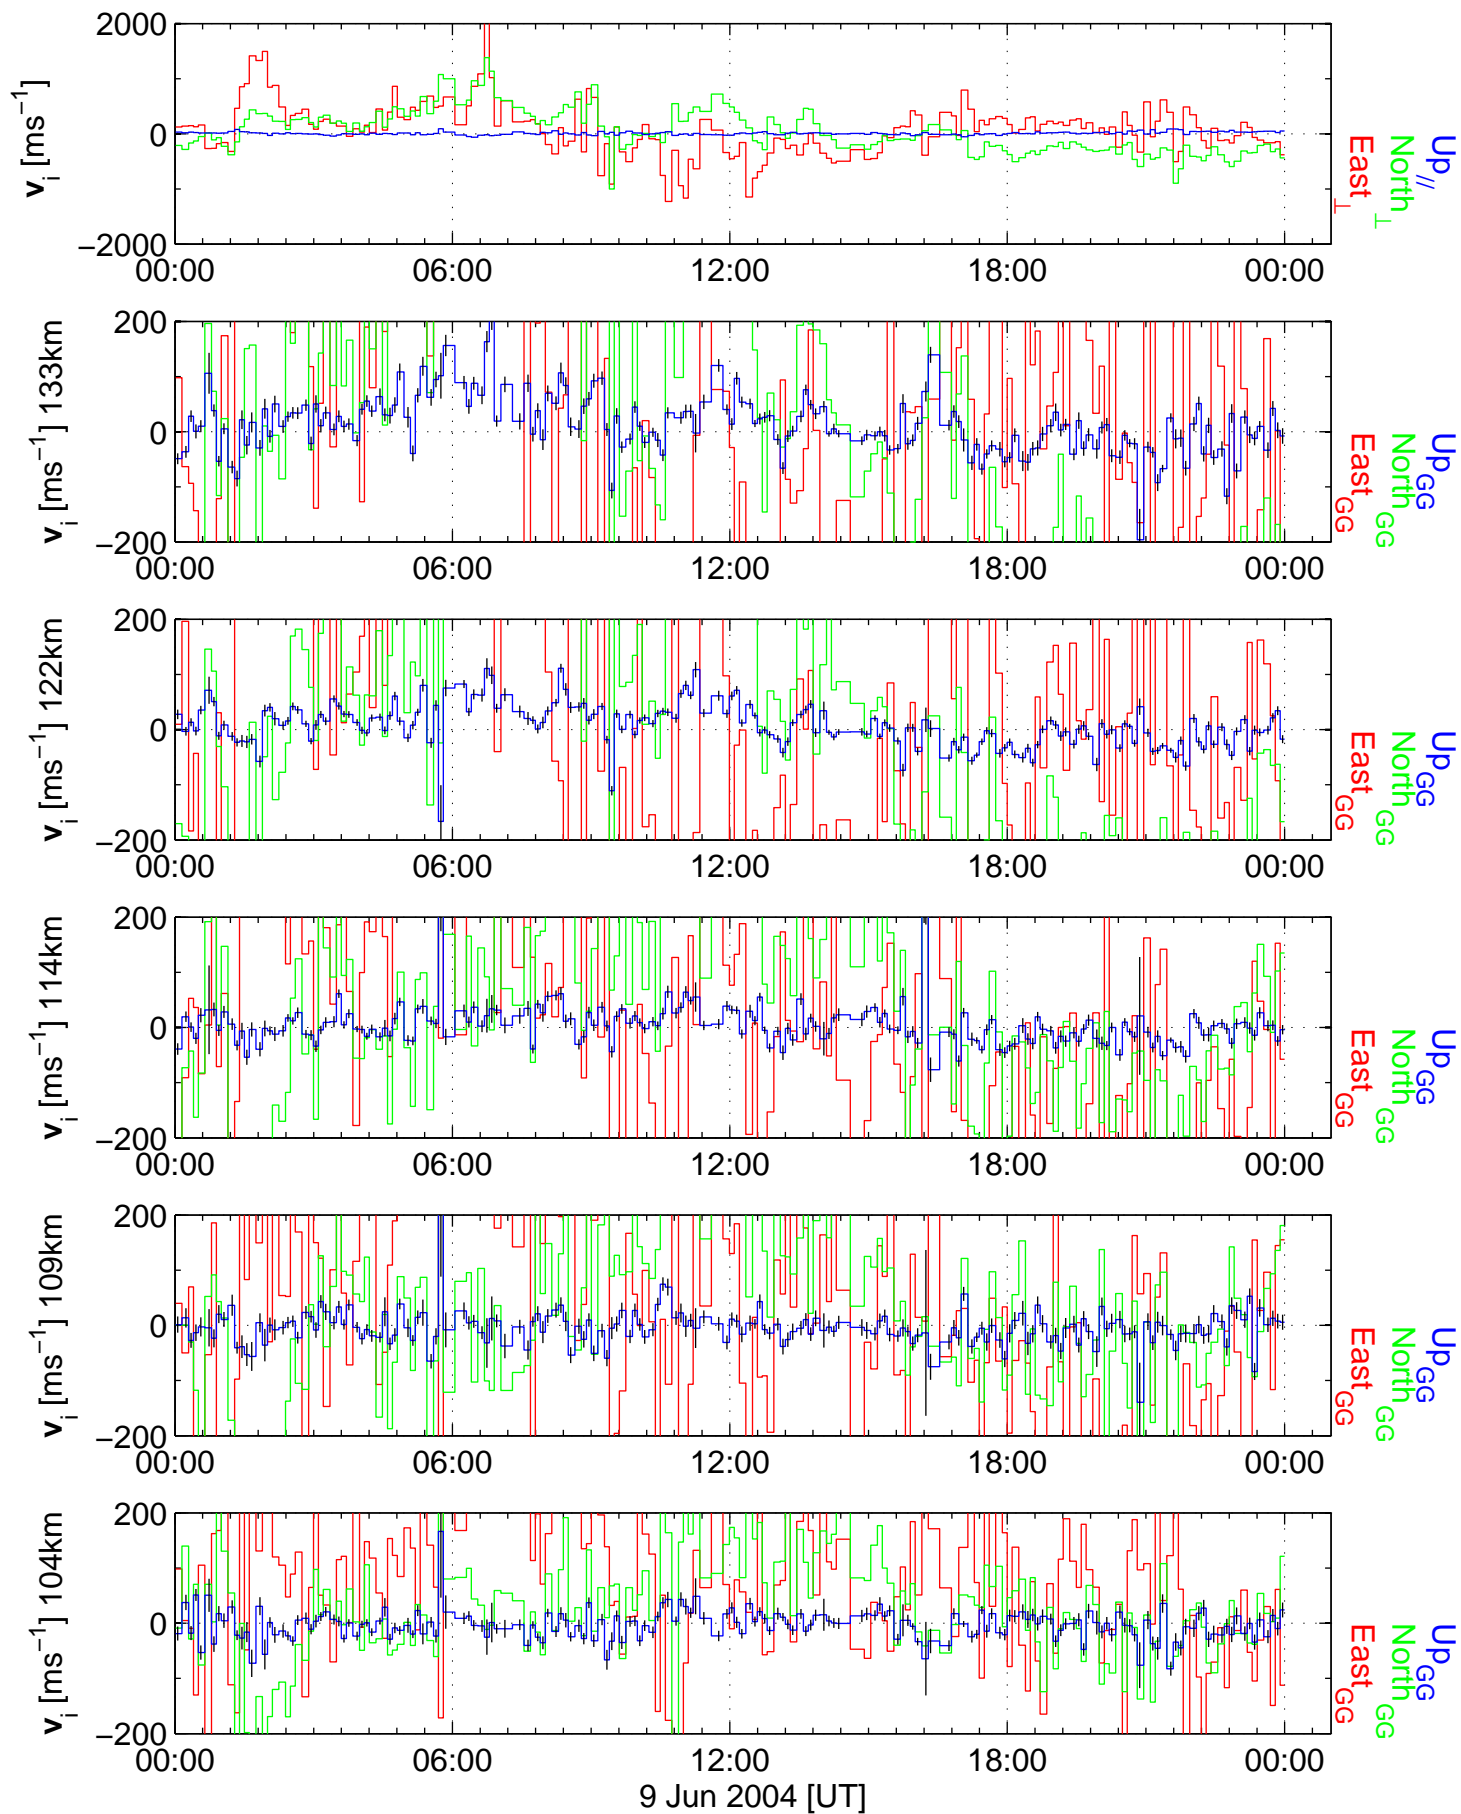 2000
0
−2000
v_i [ms⁻¹]
00:00 06:00 12:00 18:00 00:00
Up_//
North_⊥
East_⊥
200
0
−200
v_i [ms⁻¹] 133km
00:00 06:00 12:00 18:00 00:00
Up_GG
North_GG
East_GG
200
0
−200
v_i [ms⁻¹] 122km
00:00 06:00 12:00 18:00 00:00
Up_GG
North_GG
East_GG
200
0
−200
v_i [ms⁻¹] 114km
00:00 06:00 12:00 18:00 00:00
Up_GG
North_GG
East_GG
200
0
−200
v_i [ms⁻¹] 109km
00:00 06:00 12:00 18:00 00:00
Up_GG
North_GG
East_GG
200
0
−200
v_i [ms⁻¹] 104km
00:00 06:00 12:00 18:00 00:00
Up_GG
North_GG
East_GG
9 Jun 2004 [UT]